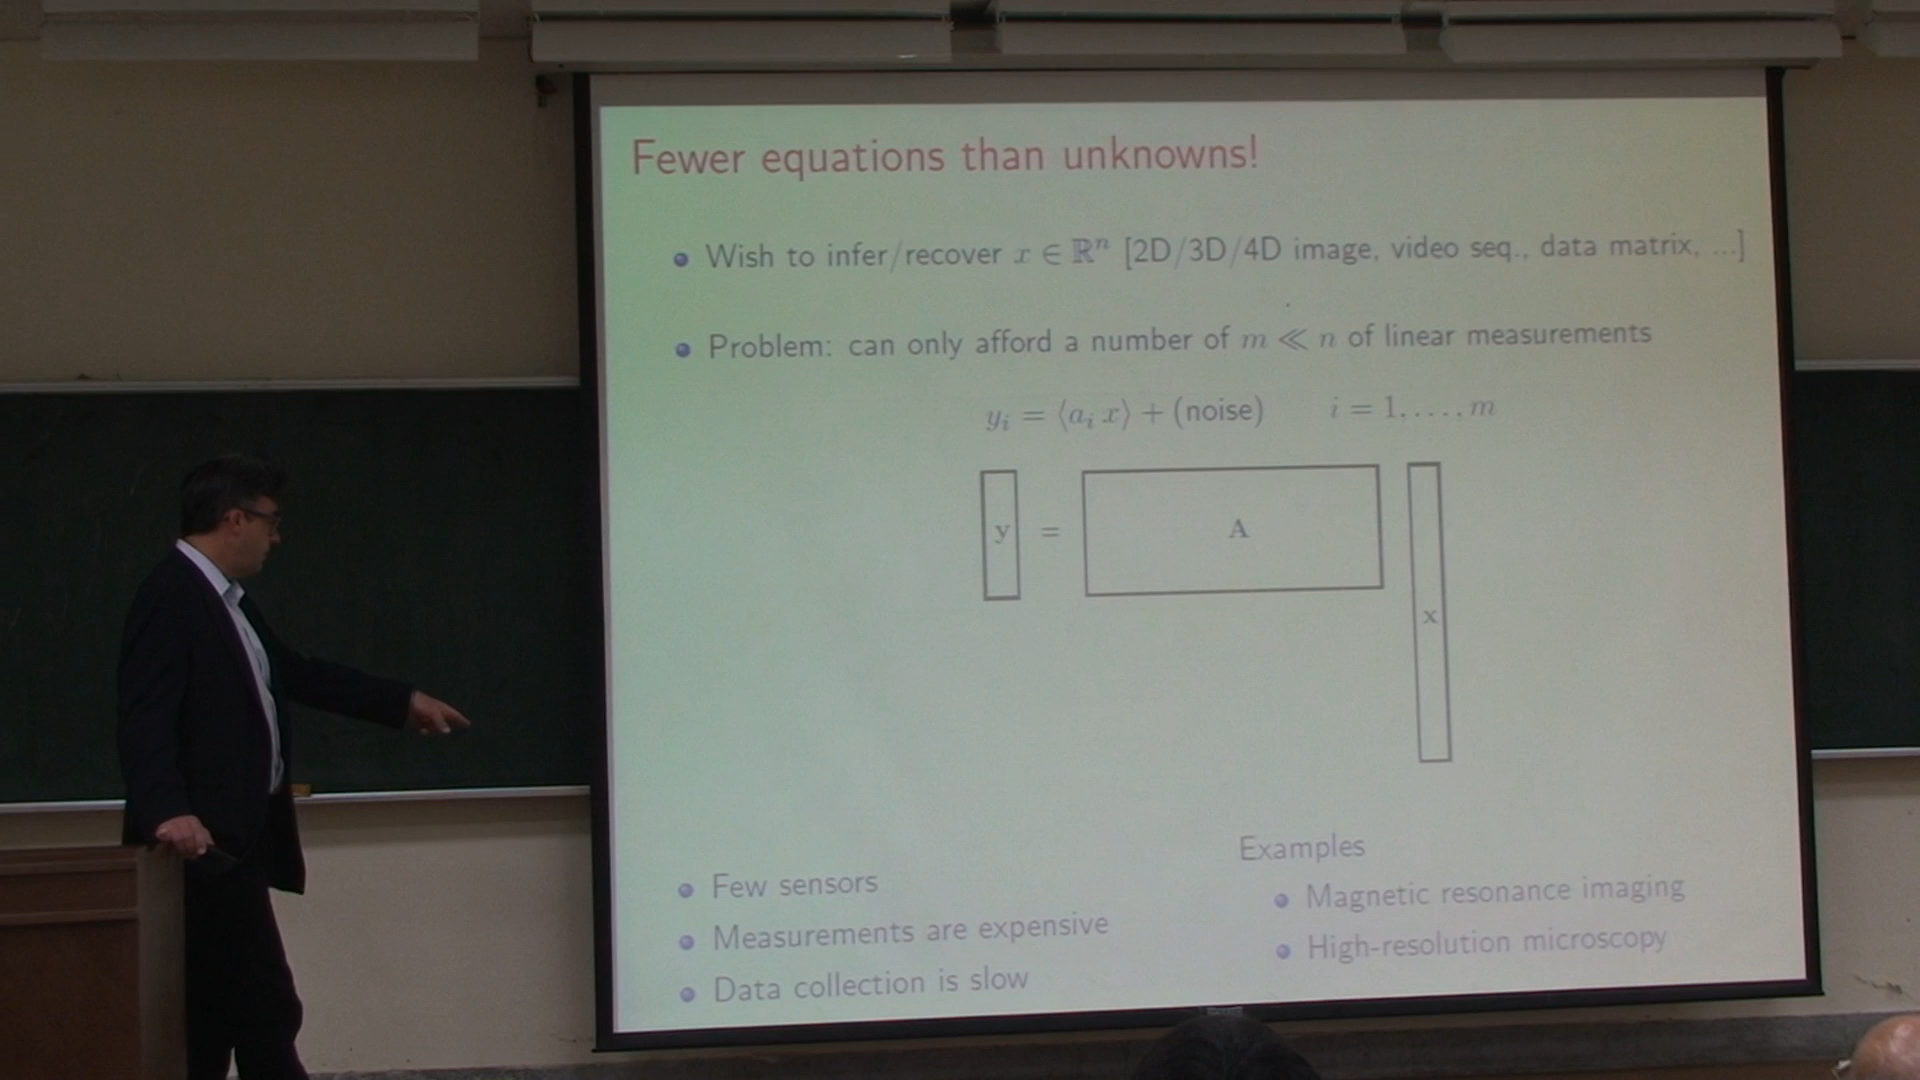 Fewer equations than unknowns!
Wish to infer/recover x ∈ ℝⁿ [2D/3D/4D image, video seq., data matrix, ...]
Problem: can only afford a number of m ≪ n of linear measurements
yᵢ = ⟨aᵢ x⟩ + (noise) i = 1, . . . , m
y = A x
Few sensors
Measurements are expensive
Data collection is slow
Examples
Magnetic resonance imaging
High-resolution microscopy